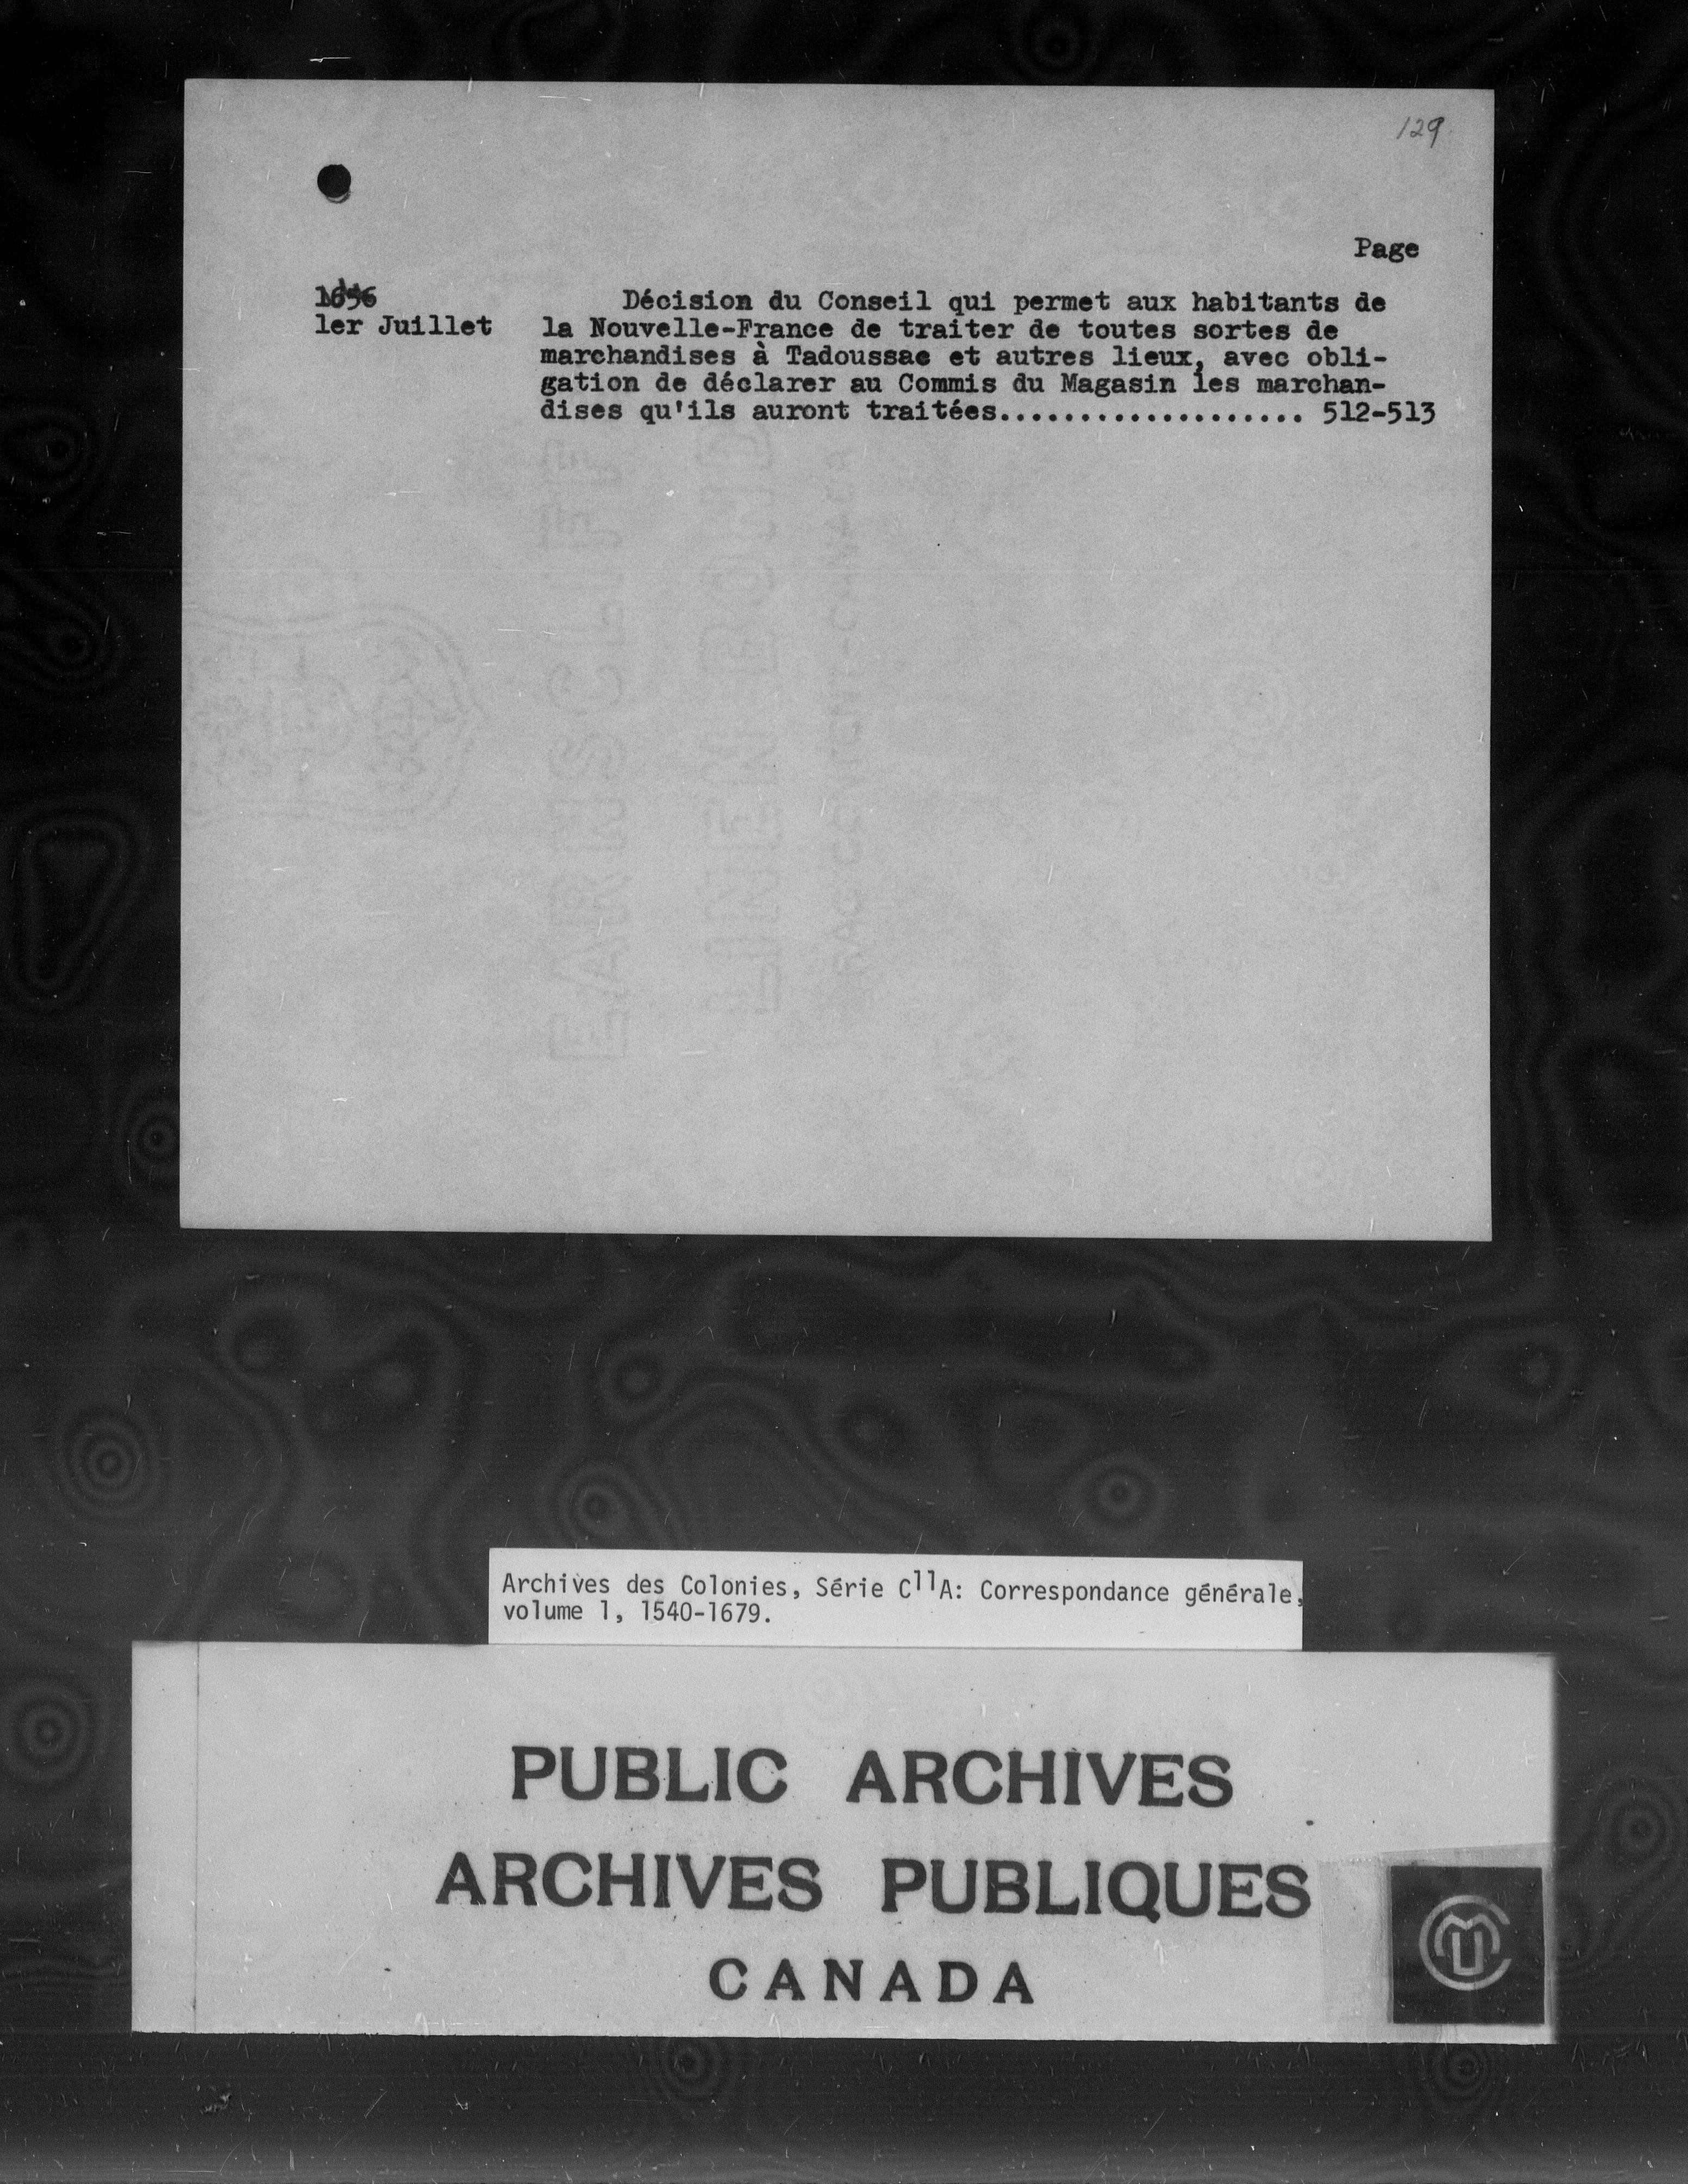 129
Page
1656
1er Juillet
Décision du Conseil qui permet aux habitants de
la Nouvelle-France de traiter de toutes sortes de
marchandises à Tadoussac et autres lieux, avec obli-
gation de déclarer au Commis du Magasin les marchan-
dises qu'ils auront traitées................... 512-513
EARNSCLIFFE
LINEN BOND
Archives des Colonies, Série C11A: Correspondance générale,
volume 1, 1540-1679.
PUBLIC ARCHIVES
ARCHIVES PUBLIQUES
CANADA